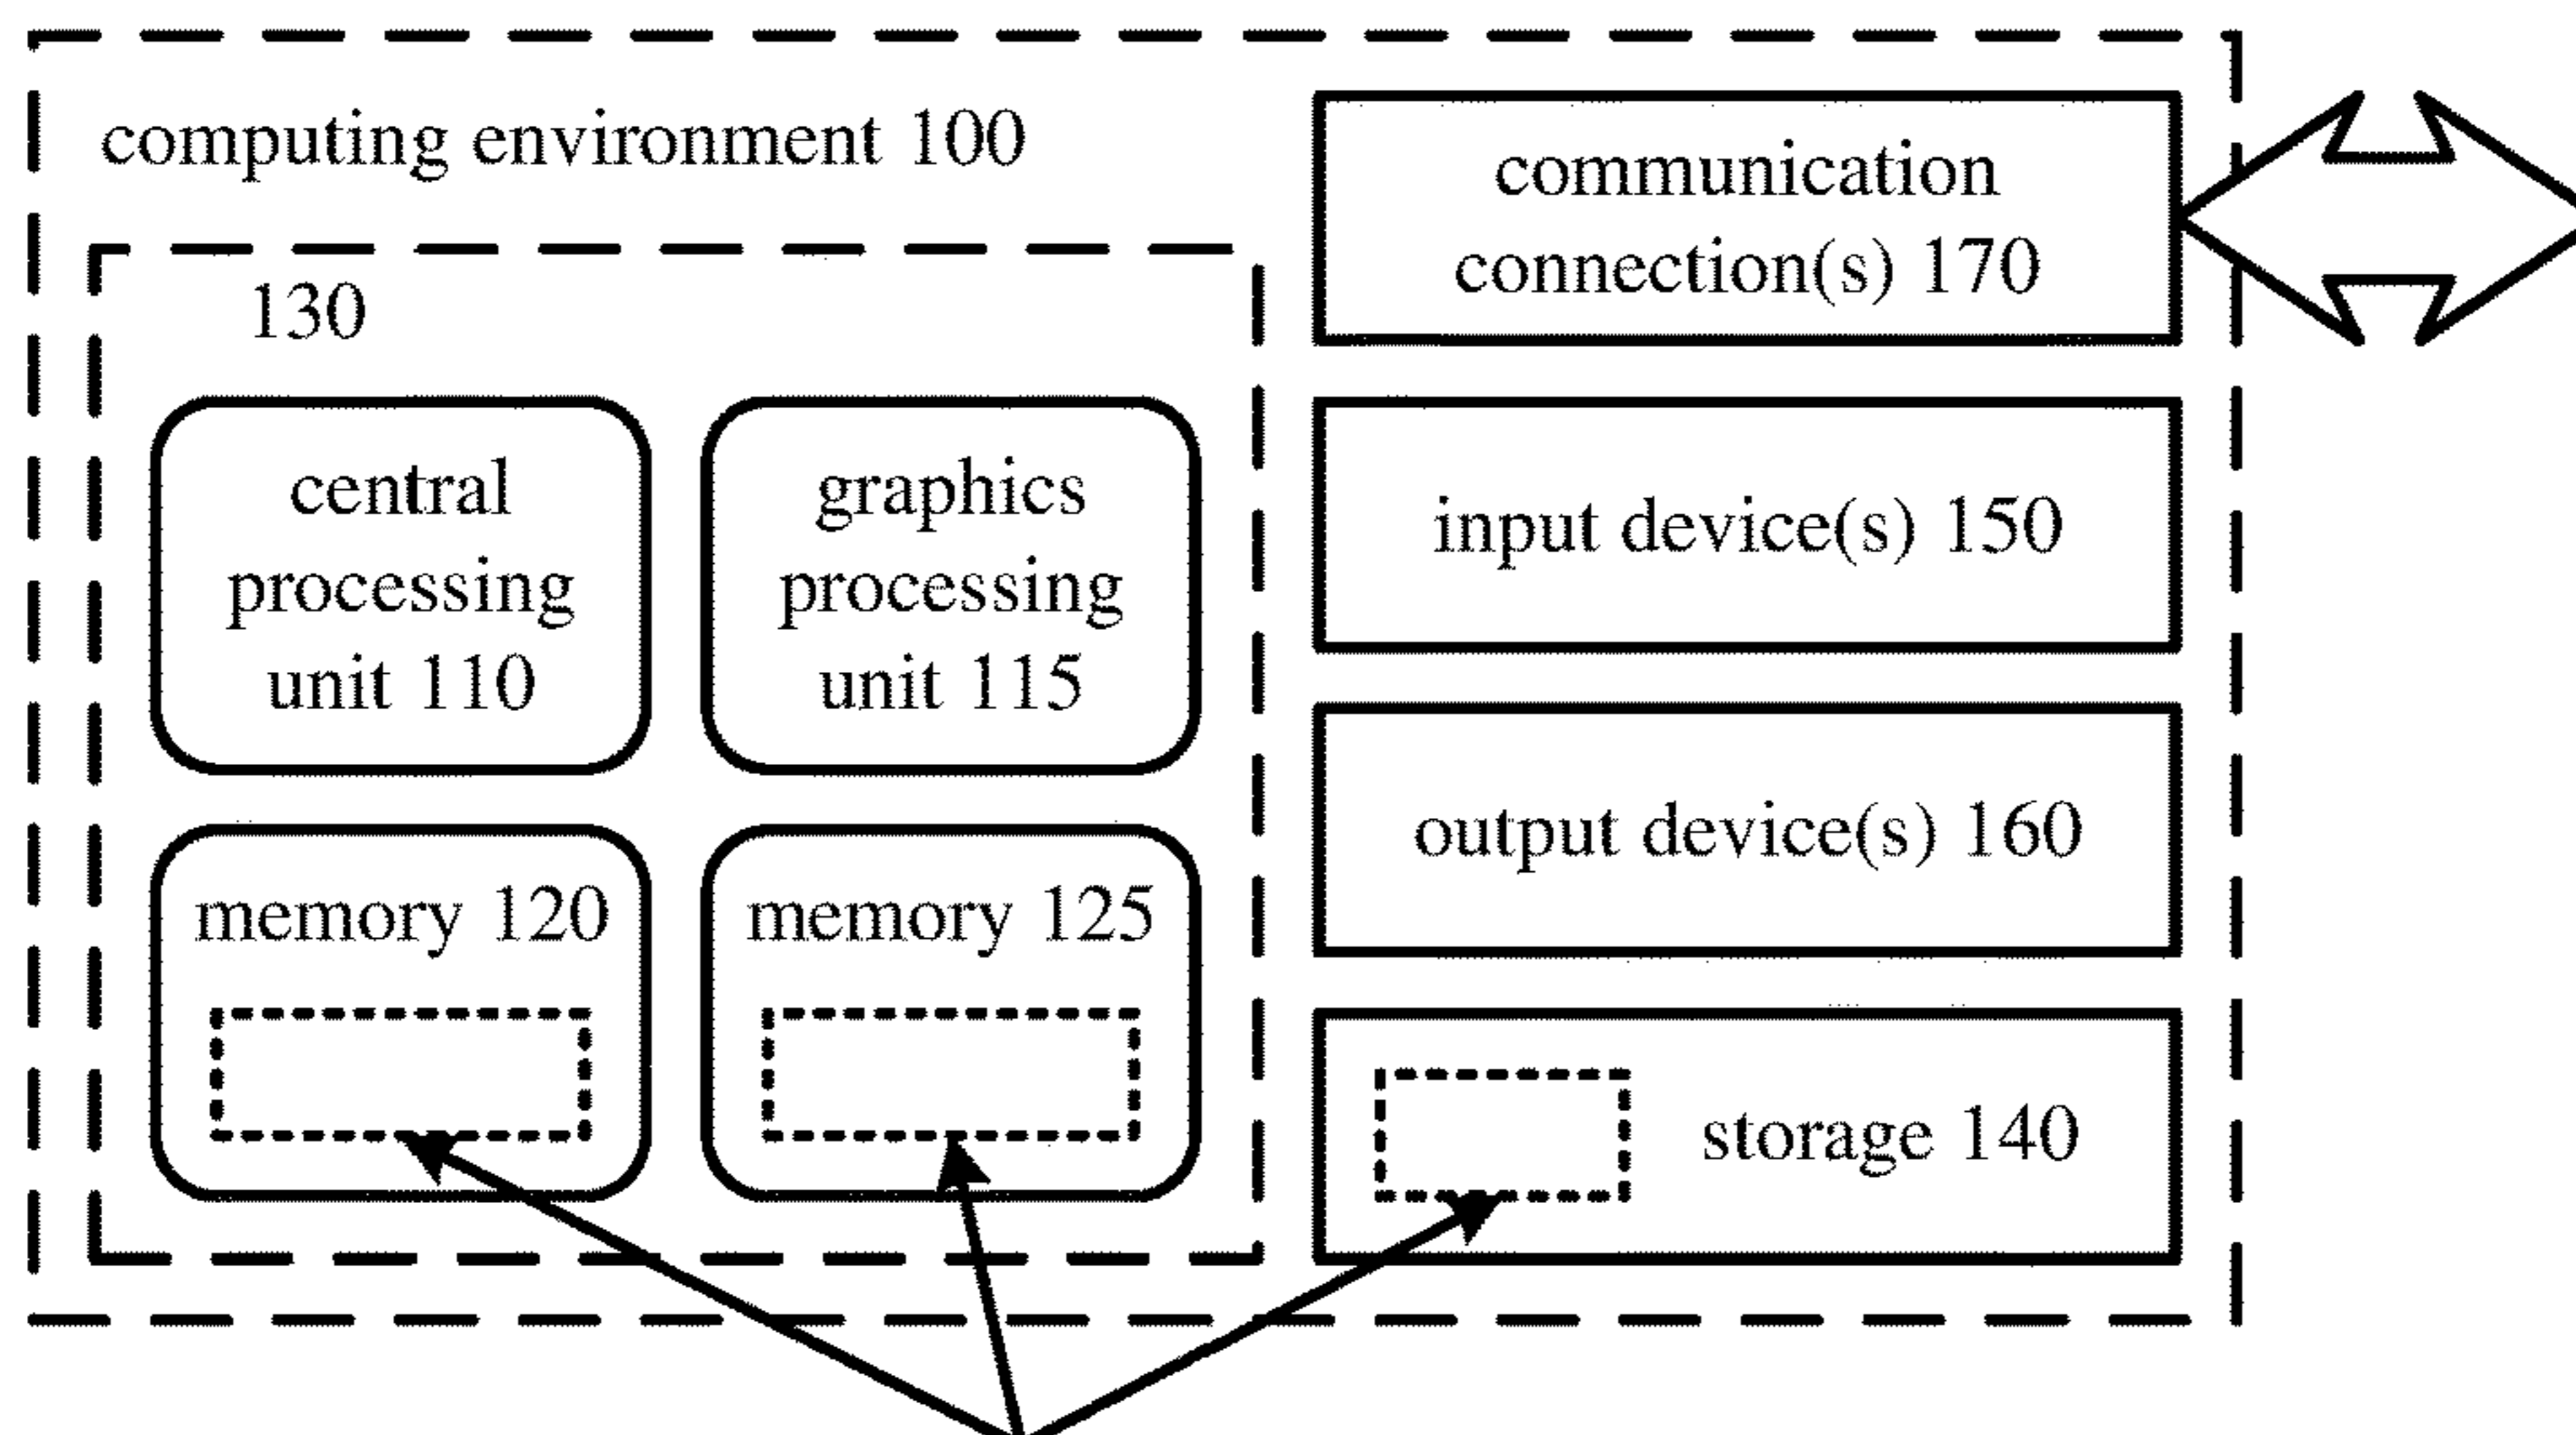 computing environment 100
130
central
processing
unit 110
graphics
processing
unit 115
memory 120
memory 125
communication
connection(s) 170
input device(s) 150
output device(s) 160
storage 140